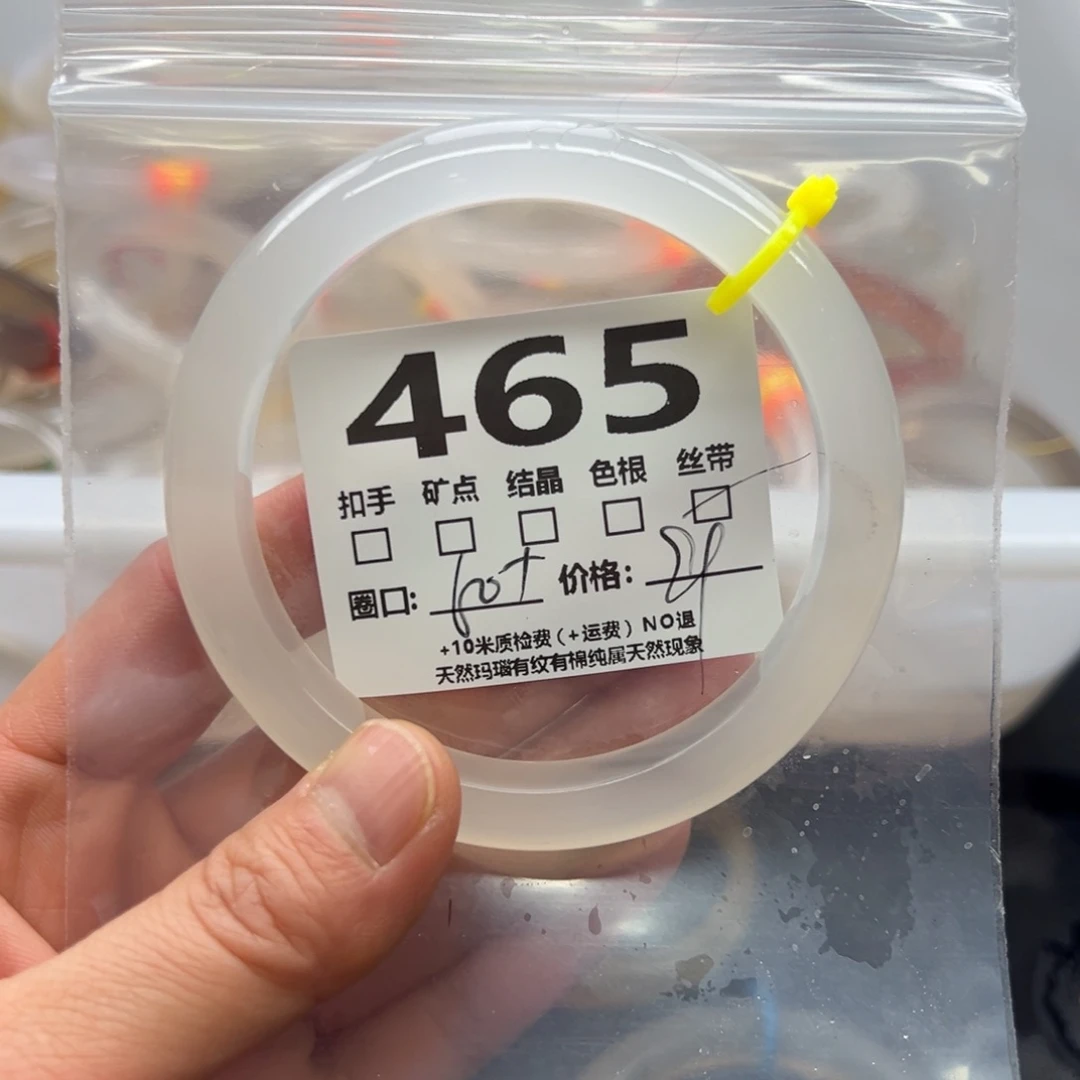 465
扣手 矿点 结晶 色根 丝带
圈口: 价格:
+10米质检费(+运费) NO退
天然玛瑙有纹有棉纯属天然现象